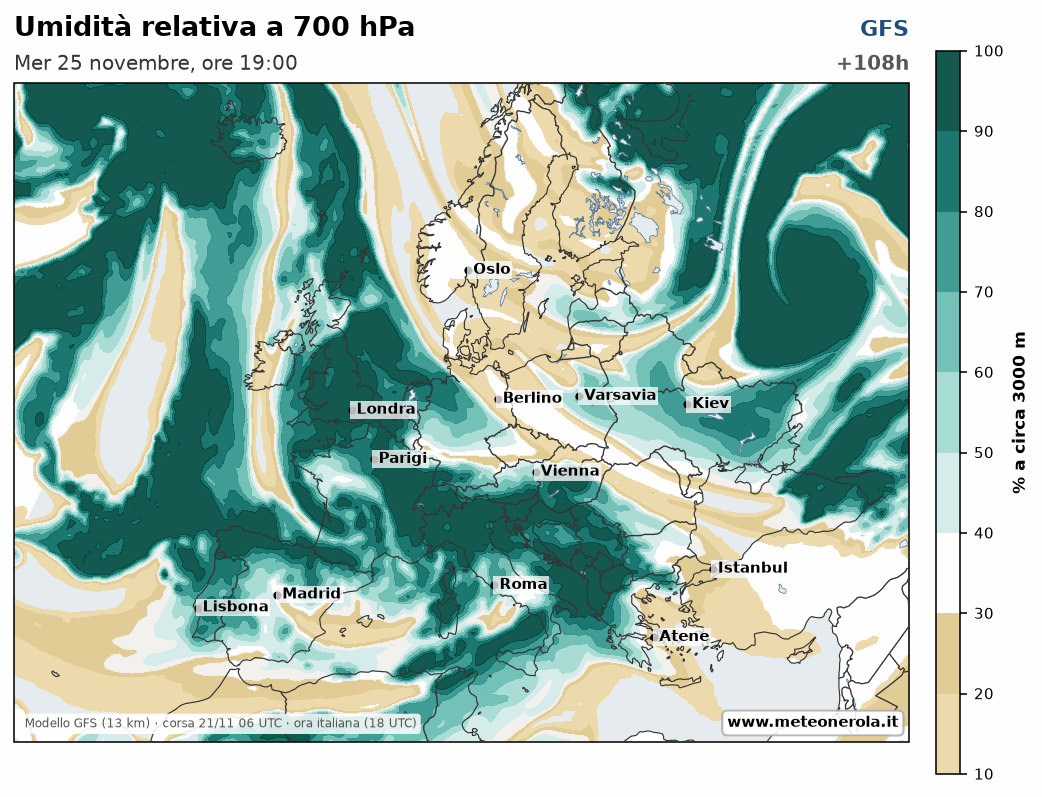 Umidità relativa a 700 hPa
GFS
Mer 25 novembre, ore 19:00
+108h
100
90
80
70
60
50
40
30
20
10
% a circa 3000 m
Oslo
Berlino
Varsavia
Kiev
Londra
Parigi
Vienna
Istanbul
Roma
Madrid
Lisbona
Atene
Modello GFS (13 km) · corsa 21/11 06 UTC · ora italiana (18 UTC)
www.meteonerola.it